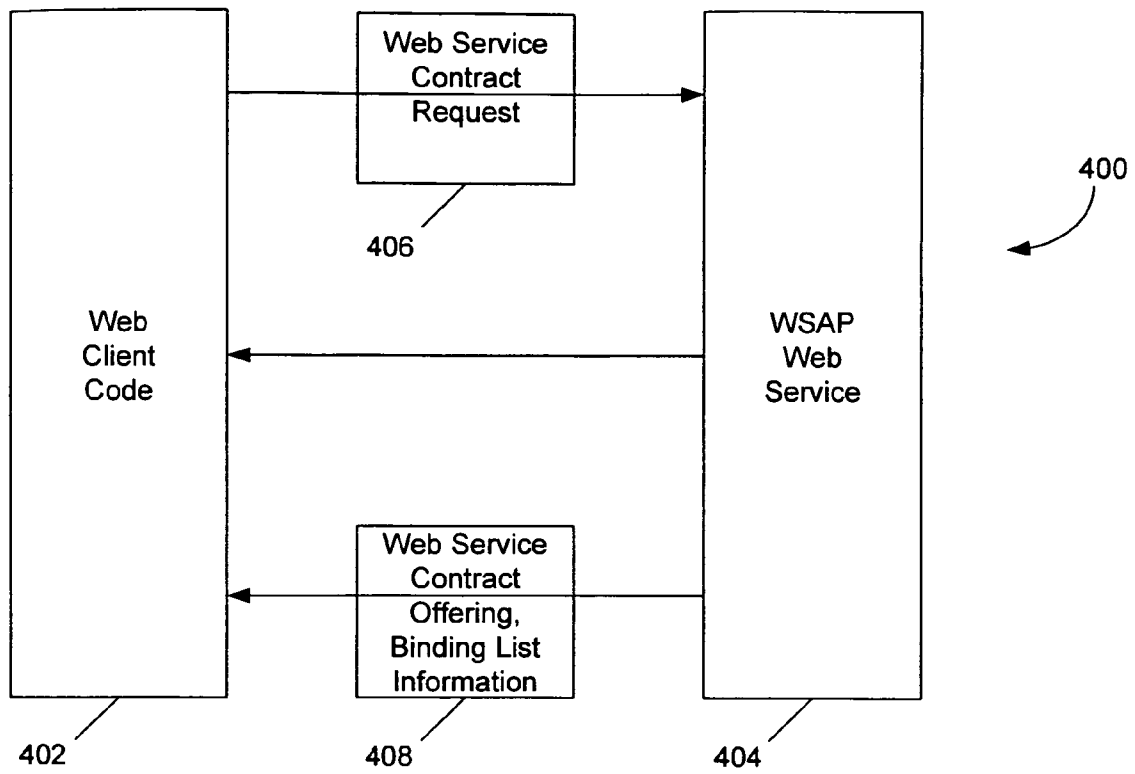 Web Service
Contract
Request
400
406
Web
Client
Code
WSAP
Web
Service
Web Service
Contract
Offering,
Binding List
Information
402
408
404